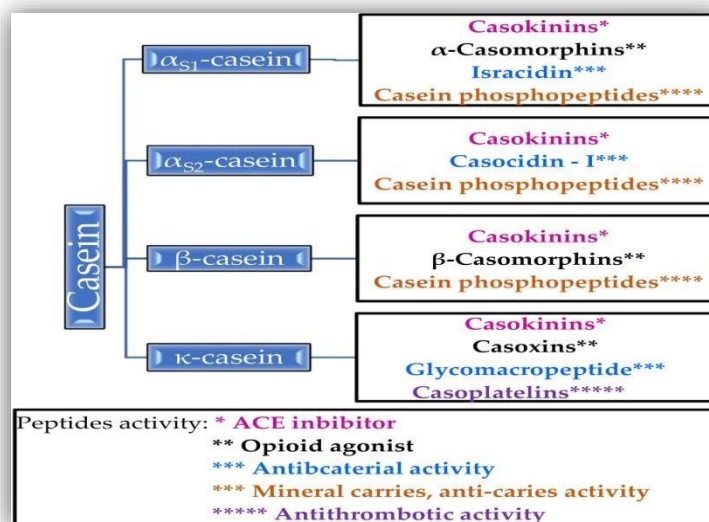 Casein
αS1-casein
Casokinins*
α-Casomorphins**
Isracidin***
Casein phosphopeptides****
αS2-casein
Casokinins*
Casocidin - I***
Casein phosphopeptides****
β-casein
Casokinins*
β-Casomorphins**
Casein phosphopeptides****
κ-casein
Casokinins*
Casoxins**
Glycomacropeptide***
Casoplatelins*****
Peptides activity: * ACE inbibitor
** Opioid agonist
*** Antibcaterial activity
*** Mineral carries, anti-caries activity
***** Antithrombotic activity